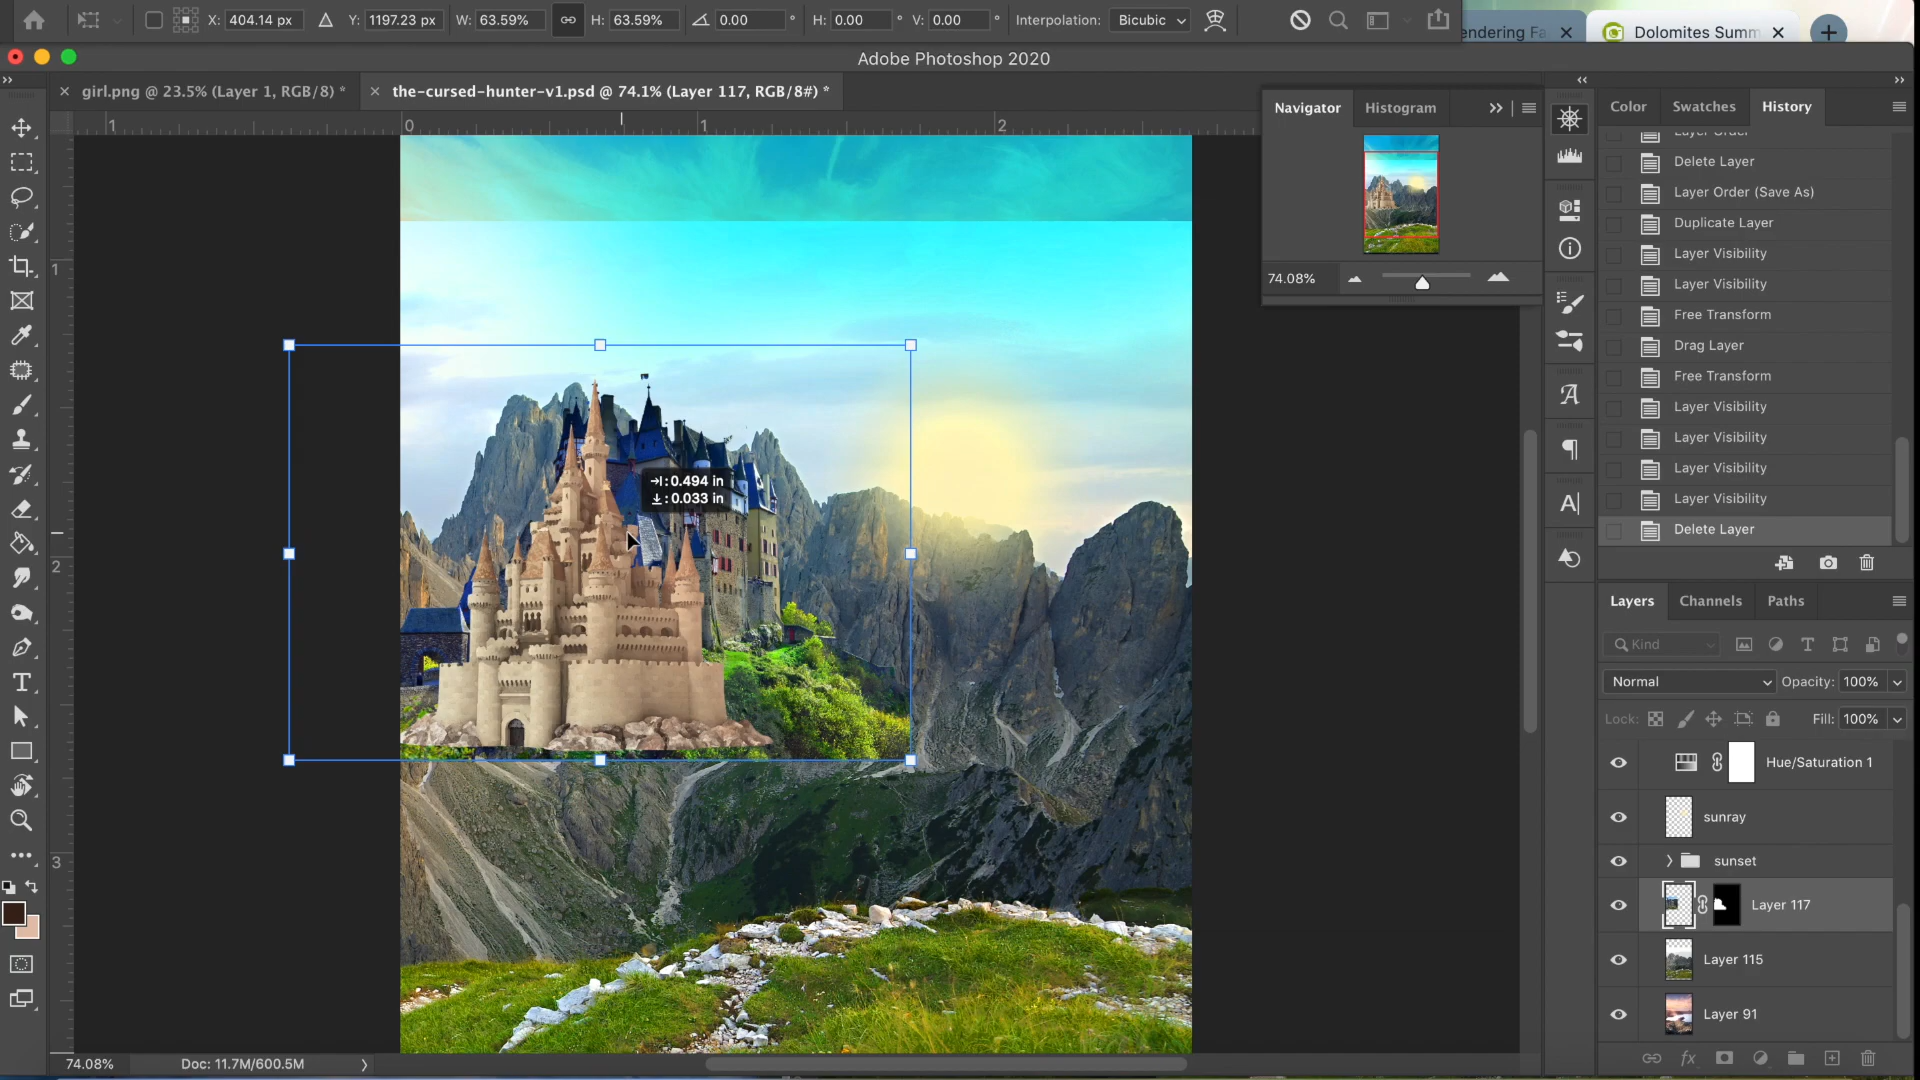 X: 404.14 px
Y: 1197.23 px
W: 63.59%
H: 63.59%
0.00 °
H: 0.00 °
V: 0.00 °
Interpolation: Bicubic
endering Fa
Dolomites Summ
Adobe Photoshop 2020
girl.png @ 23.5% (Layer 1, RGB/8) *
the-cursed-hunter-v1.psd @ 74.1% (Layer 117, RGB/8#) *
1 0 1 2
1
2
3
0.494 in
0.033 in
Navigator
Histogram
74.08%
Color
Swatches
History
Layer Order
Delete Layer
Layer Order (Save As)
Duplicate Layer
Layer Visibility
Layer Visibility
Free Transform
Drag Layer
Free Transform
Layer Visibility
Layer Visibility
Layer Visibility
Layer Visibility
Delete Layer
Layers
Channels
Paths
Kind
Normal
Opacity: 100%
Lock:
Fill: 100%
Hue/Saturation 1
sunray
sunset
Layer 117
Layer 115
Layer 91
fx
74.08%
Doc: 11.7M/600.5M